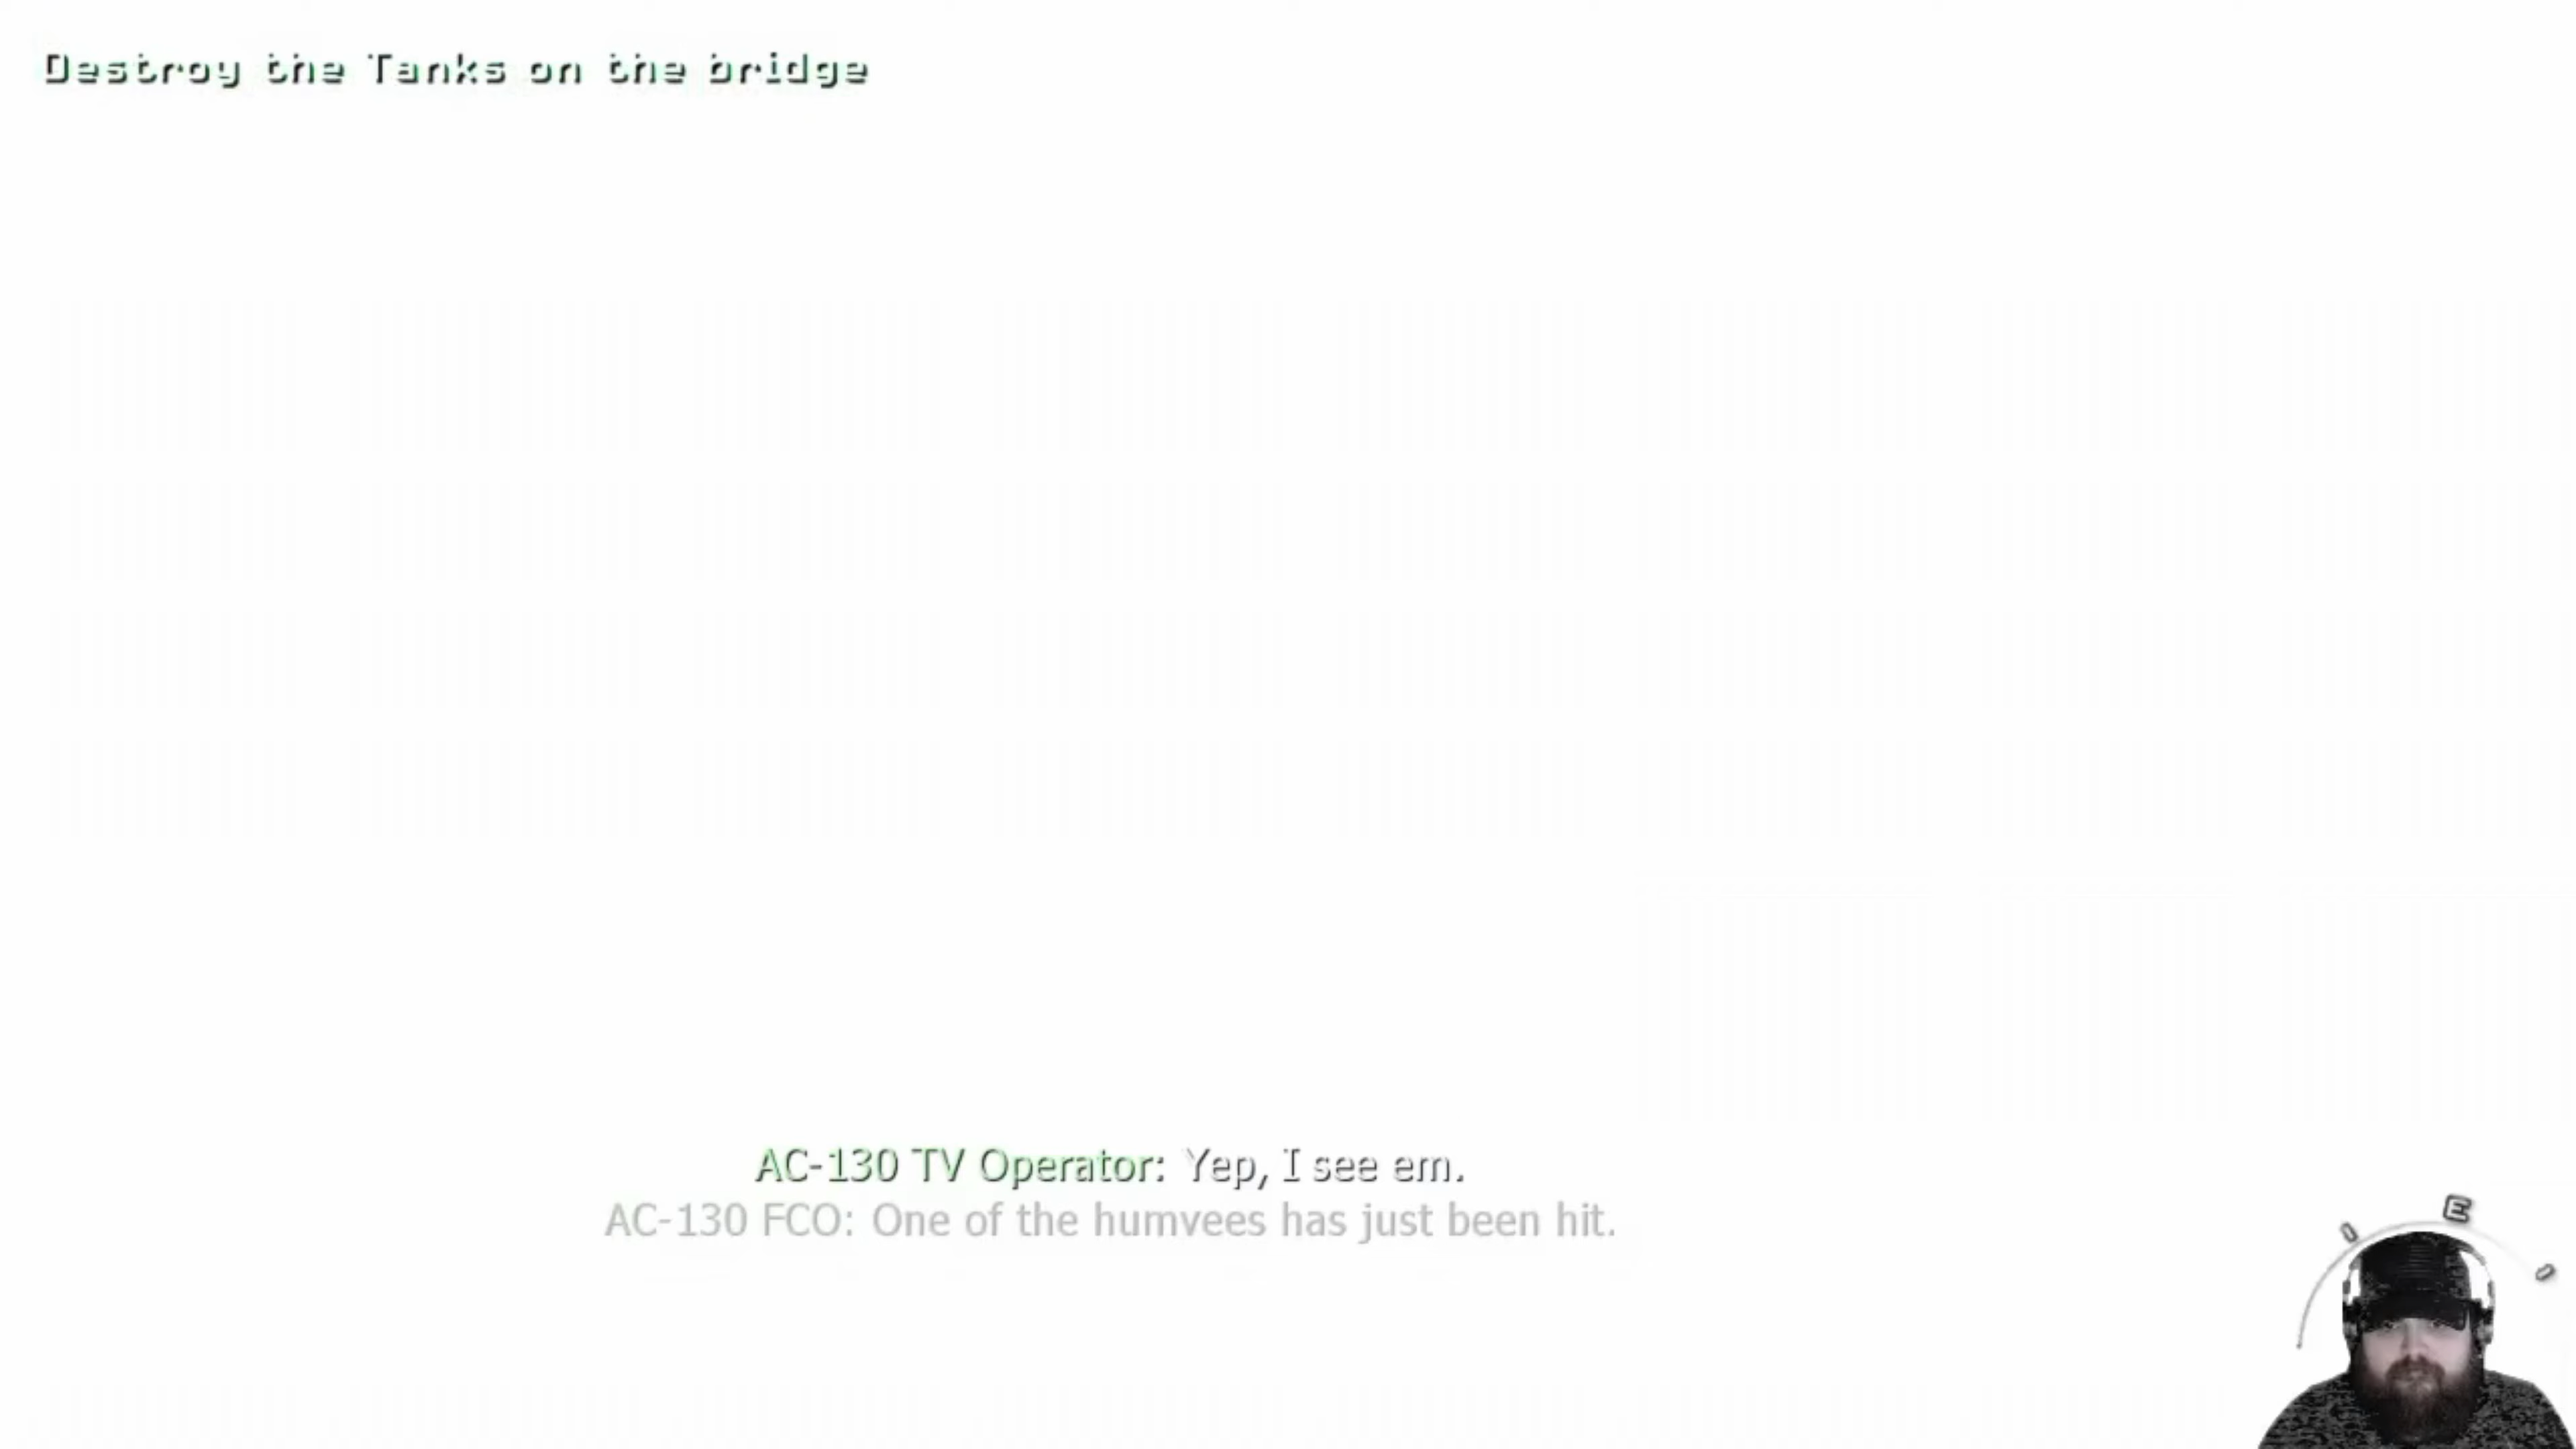 Destroy the Tanks on the bridge
AC-130 TV Operator: Yep, I see em.
AC-130 FCO: One of the humvees has just been hit.
E